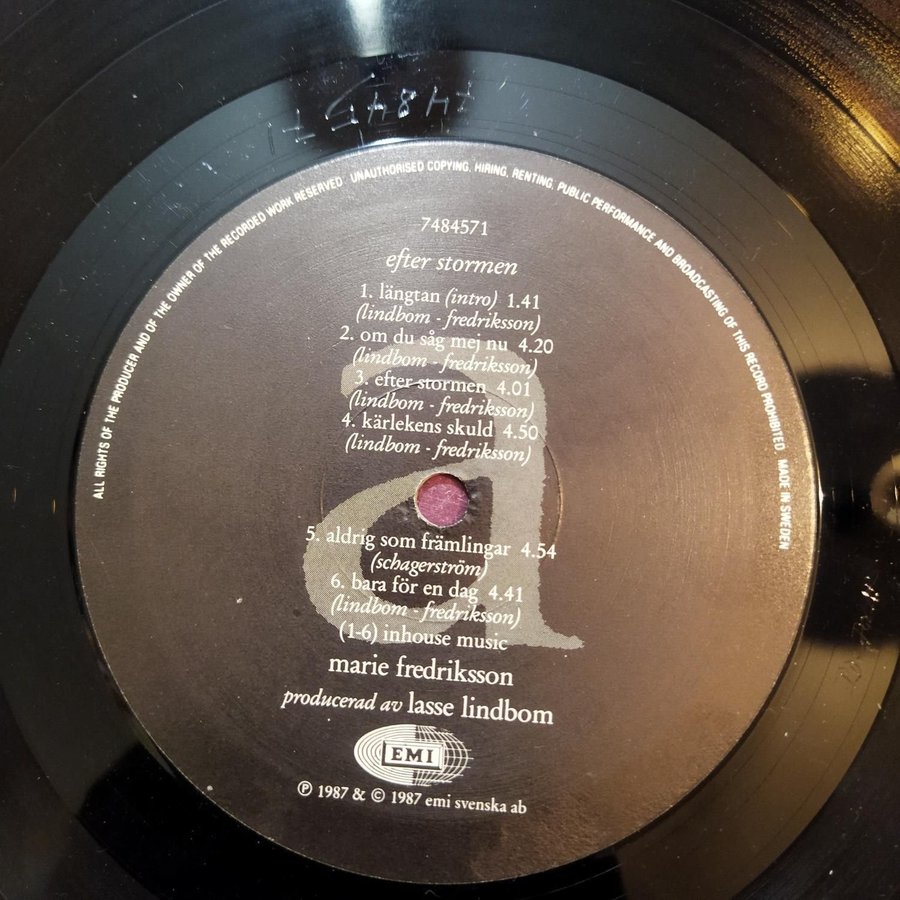 ALL RIGHTS OF THE PRODUCER AND OF THE OWNER OF THE RECORDED WORK RESERVED UNAUTHORISED COPYING, HIRING, RENTING, PUBLIC PERFORMANCE AND BROADCASTING OF THIS RECORD PROHIBITED MADE IN SWEDEN
7484571
efter stormen
1. längtan (intro) 1.41
(lindbom - fredriksson)
2. om du såg mej nu 4.20
(lindbom - fredriksson)
3. efter stormen 4.01
(lindbom - fredriksson)
4. kärlekens skuld 4.50
(lindbom - fredriksson)
a
5. aldrig som främlingar 4.54
(schagerström)
6. bara för en dag 4.41
(lindbom - fredriksson)
(1-6) inhouse music
marie fredriksson
producerad av lasse lindbom
EMI
℗ 1987 & © 1987 emi svenska ab